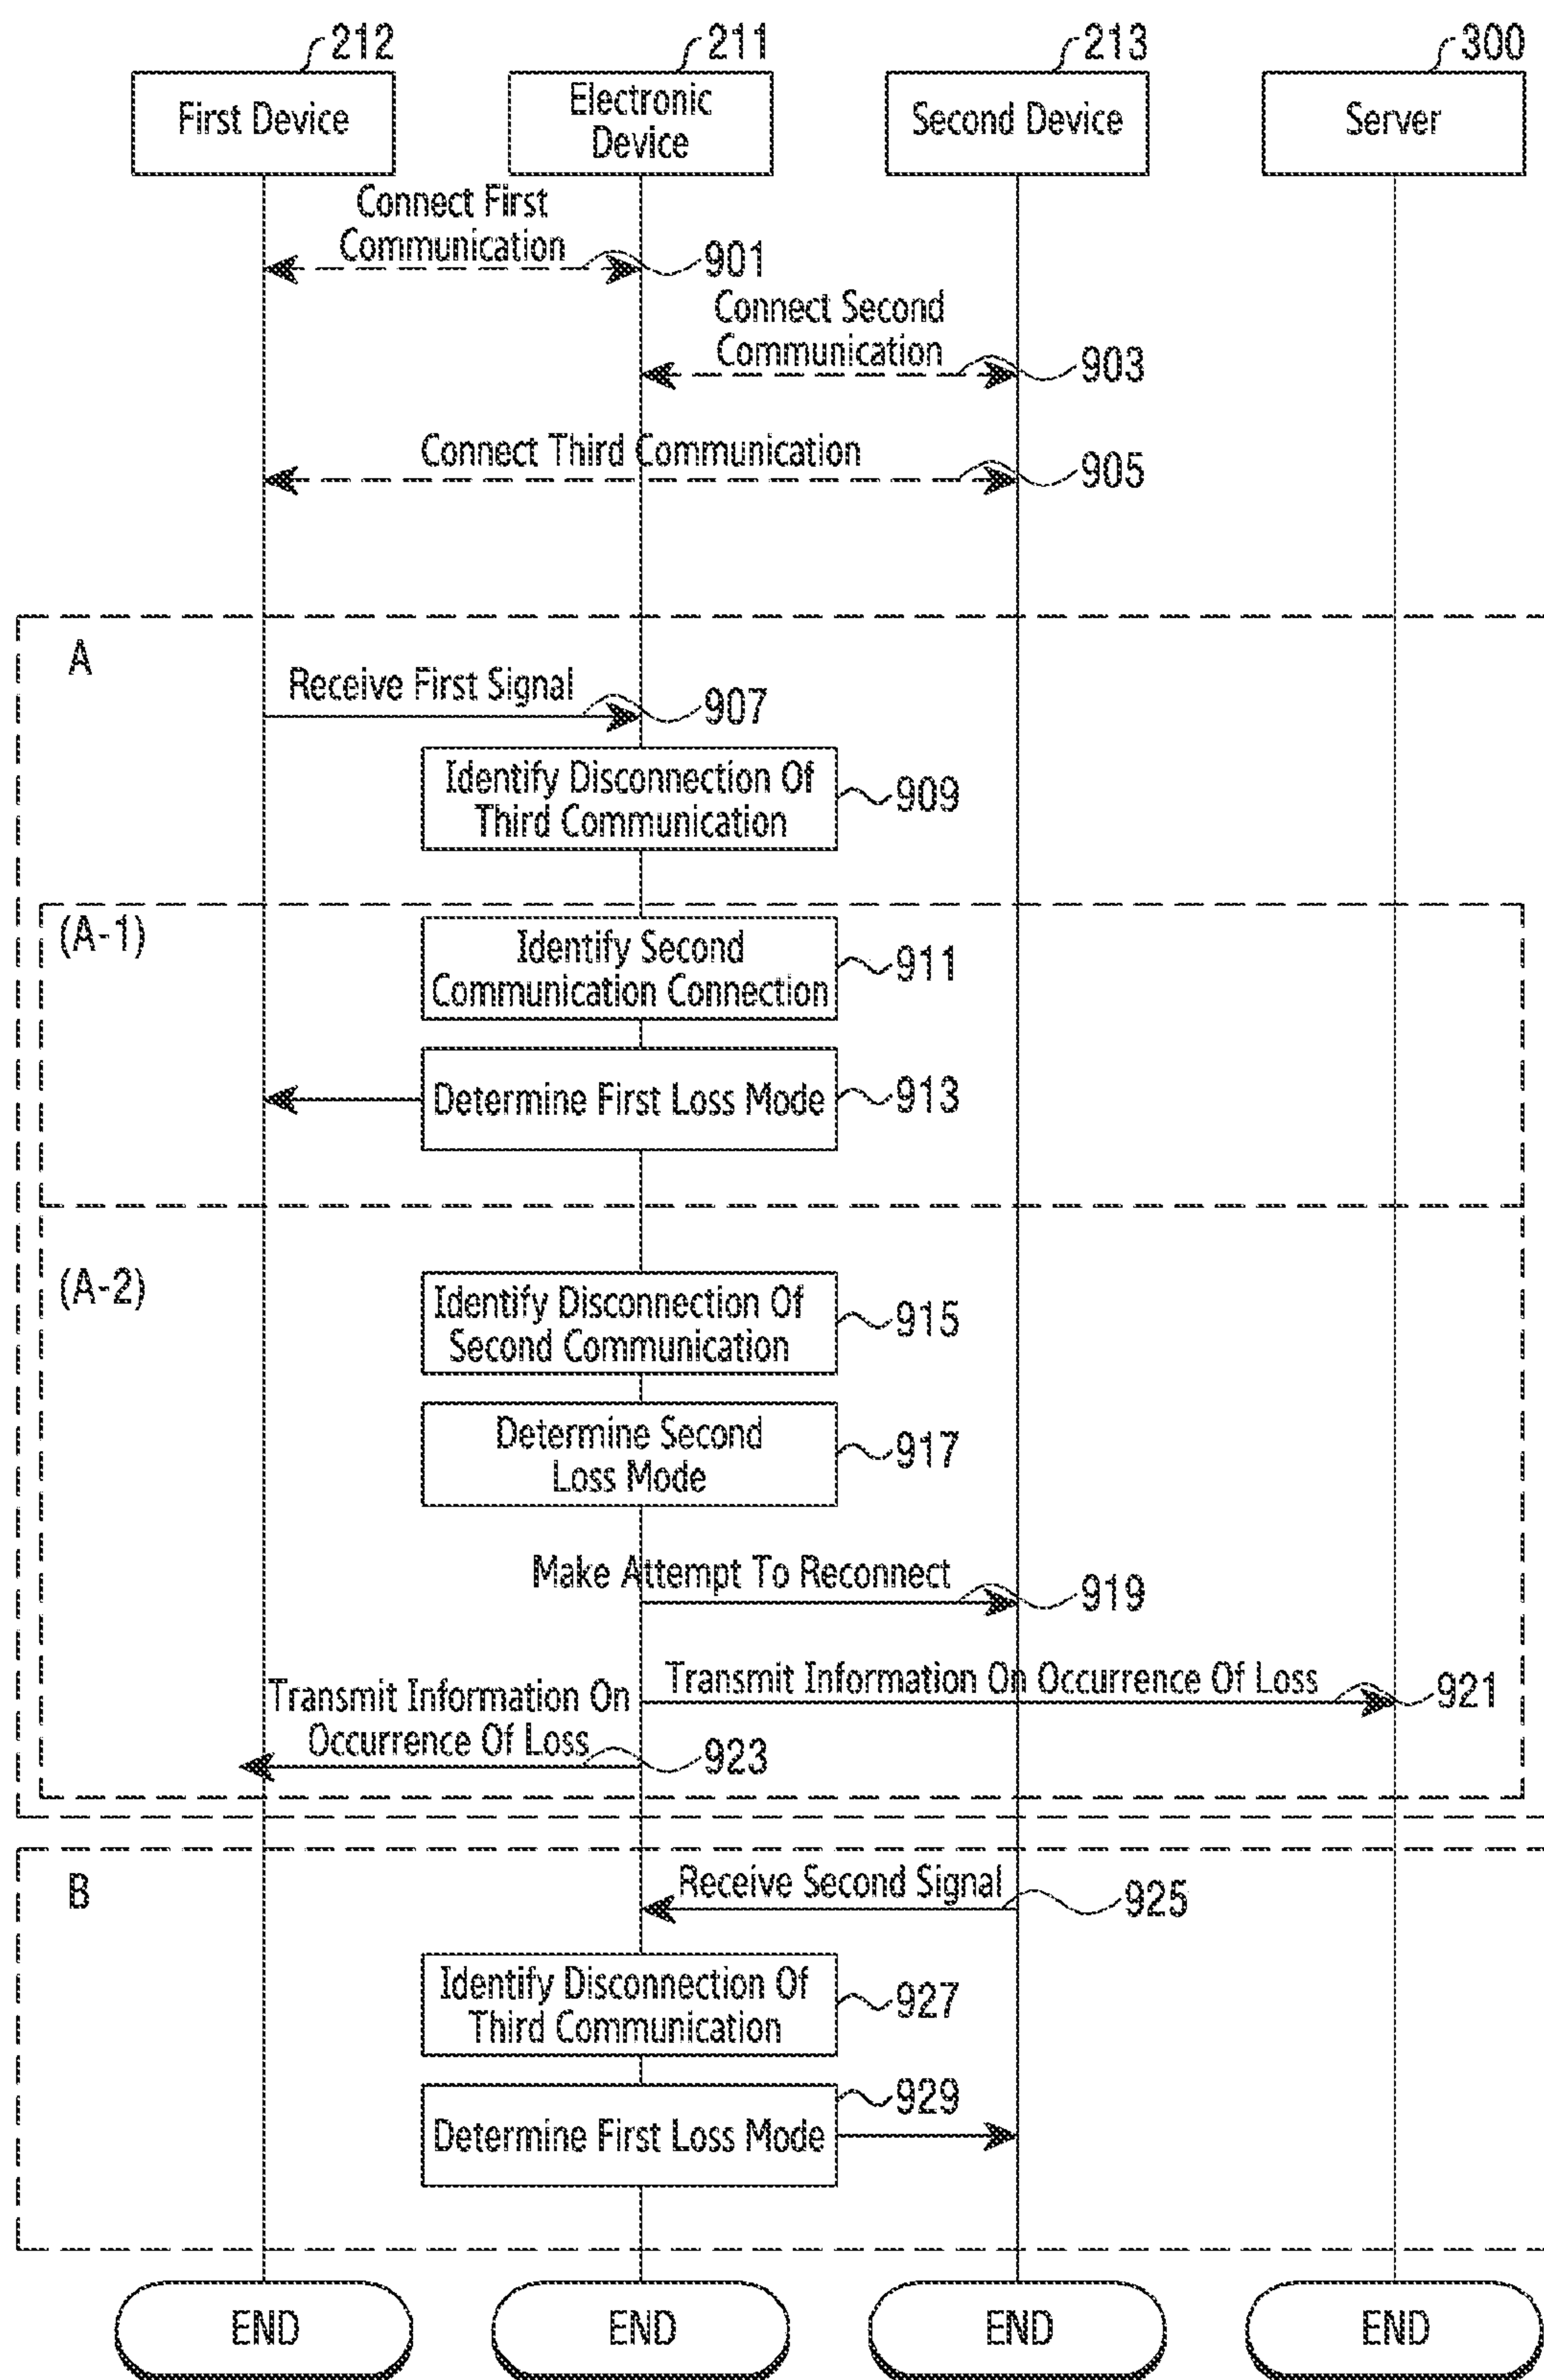 212
211
213
300
First Device
Electronic
Device
Second Device
Server
Connect First
Communication
901
Connect Second
Communication
903
Connect Third Communication
905
A
Receive First Signal
907
Identify Disconnection Of
Third Communication
909
(A-1)
Identify Second
Communication Connection
911
Determine First Loss Mode
913
(A-2)
Identify Disconnection Of
Second Communication
915
Determine Second
Loss Mode
917
Make Attempt To Reconnect
919
Transmit Information On Occurrence Of Loss
921
Transmit Information On
Occurrence Of Loss
923
B
Receive Second Signal
925
Identify Disconnection Of
Third Communication
927
Determine First Loss Mode
929
END
END
END
END